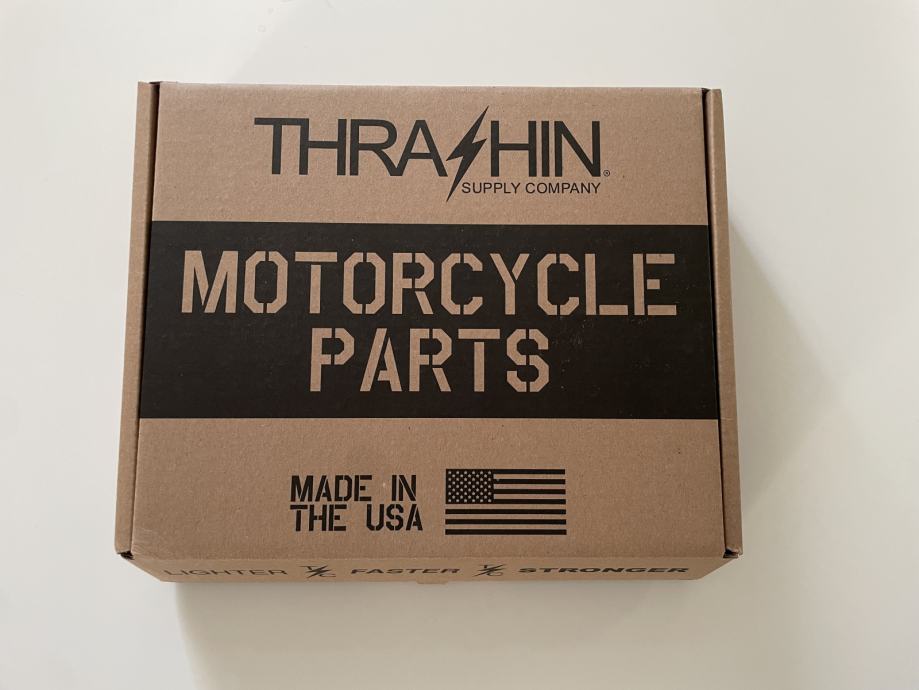 THRASHIN®
SUPPLY COMPANY
MOTORCYCLE
PARTS
MADE IN
THE USA
LIGHTER T/C FASTER T/C STRONGER